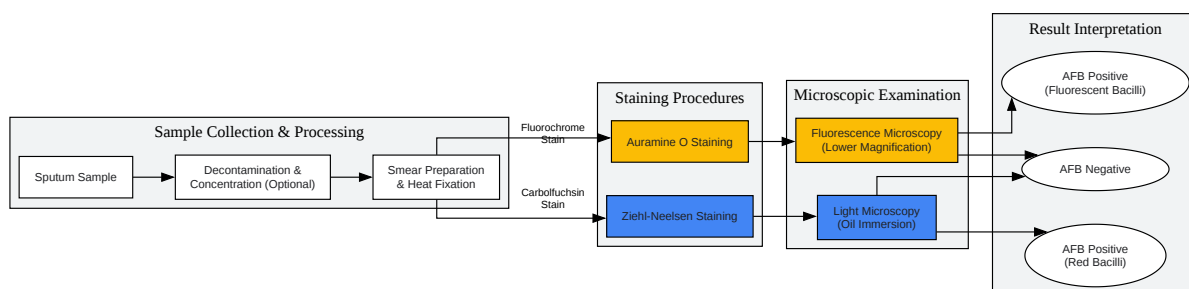 Sample Collection & Processing
Sputum Sample
Decontamination &
Concentration (Optional)
Smear Preparation
& Heat Fixation
Fluorochrome
Stain
Carbolfuchsin
Stain
Staining Procedures
Auramine O Staining
Ziehl-Neelsen Staining
Microscopic Examination
Fluorescence Microscopy
(Lower Magnification)
Light Microscopy
(Oil Immersion)
Result Interpretation
AFB Positive
(Fluorescent Bacilli)
AFB Negative
AFB Positive
(Red Bacilli)